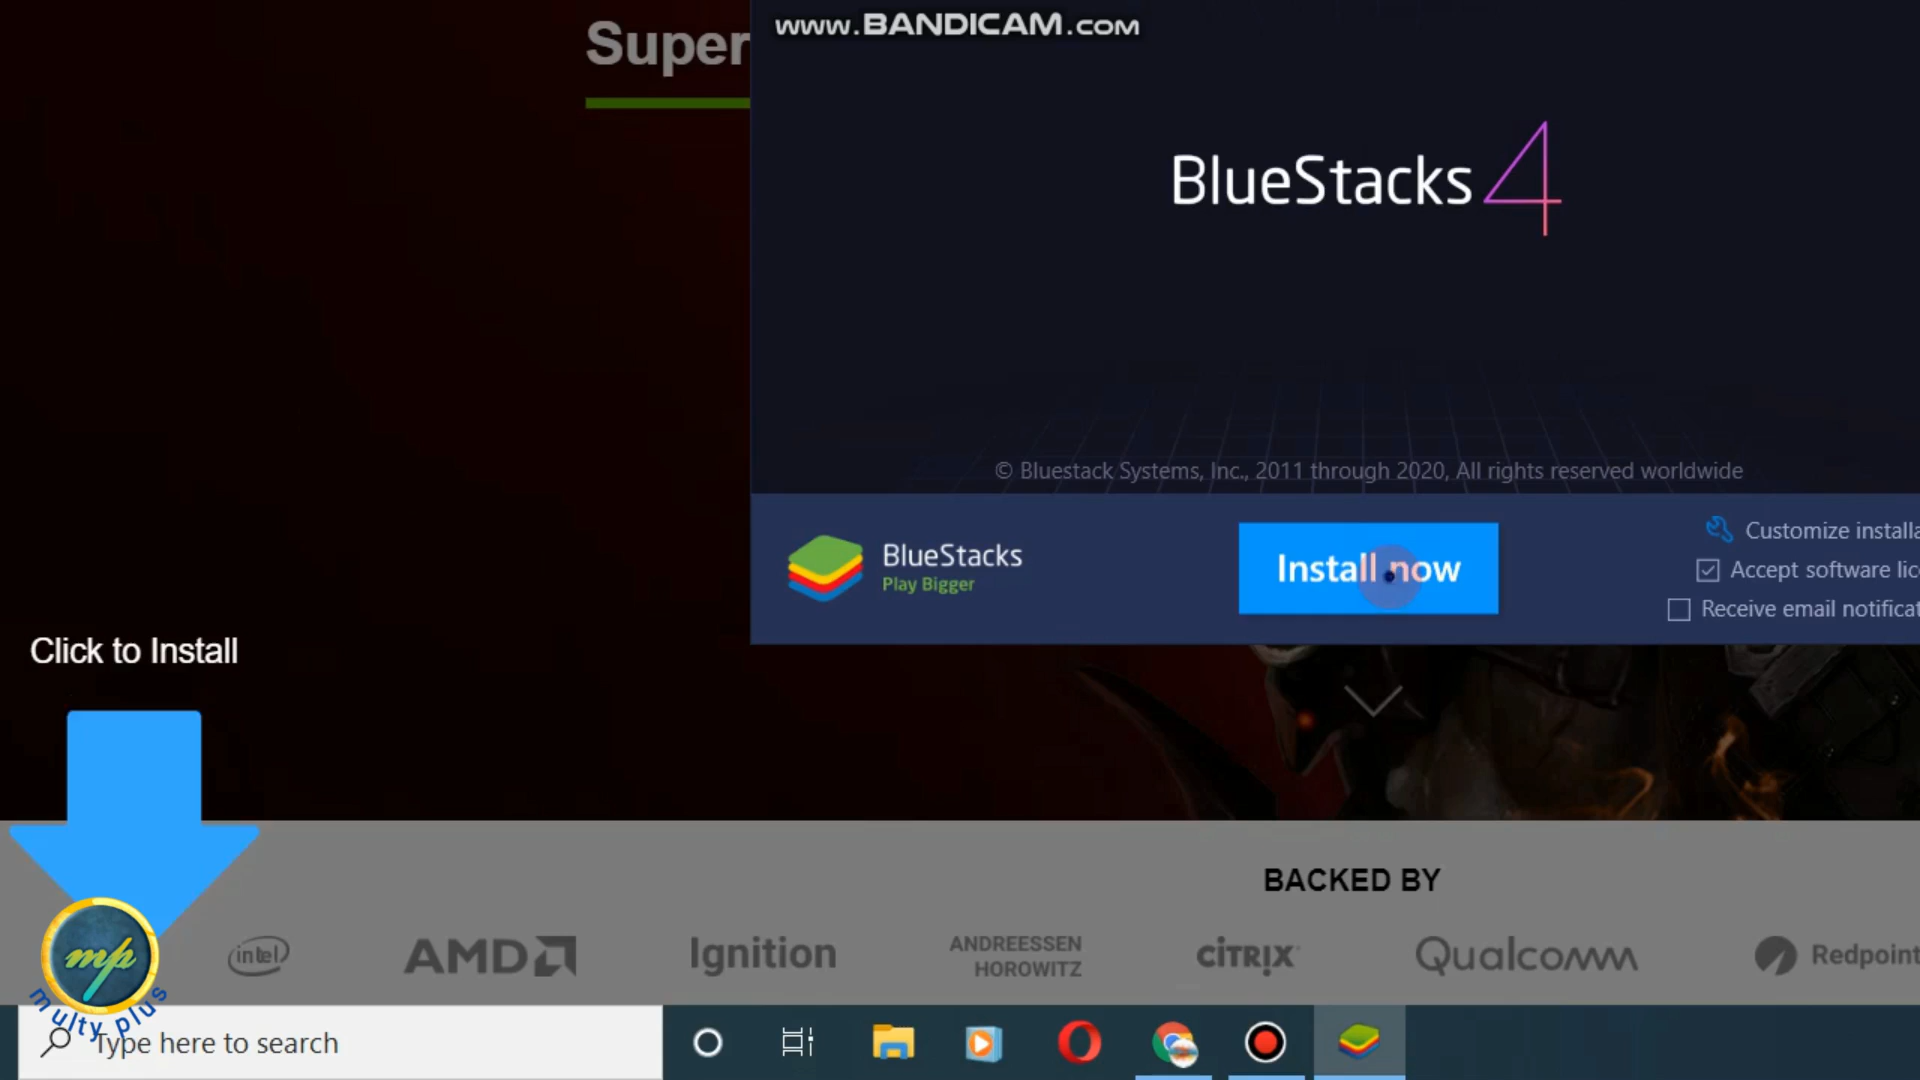 www.BANDICAM.com
Super
BlueStacks 4
© Bluestack Systems, Inc., 2011 through 2020, All rights reserved worldwide
BlueStacks
Play Bigger
Install now
Customize installa
Accept software lic
Receive email notificat
Click to Install
BACKED BY
mp
multy plus
intel
AMD
Ignition
ANDREESSEN
HOROWITZ
CITRIX
Qualcomm
Redpoint
Type here to search